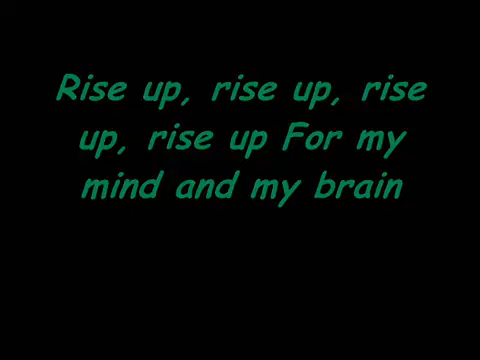 Rise up, rise up, rise
up, rise up For my
mind and my brain